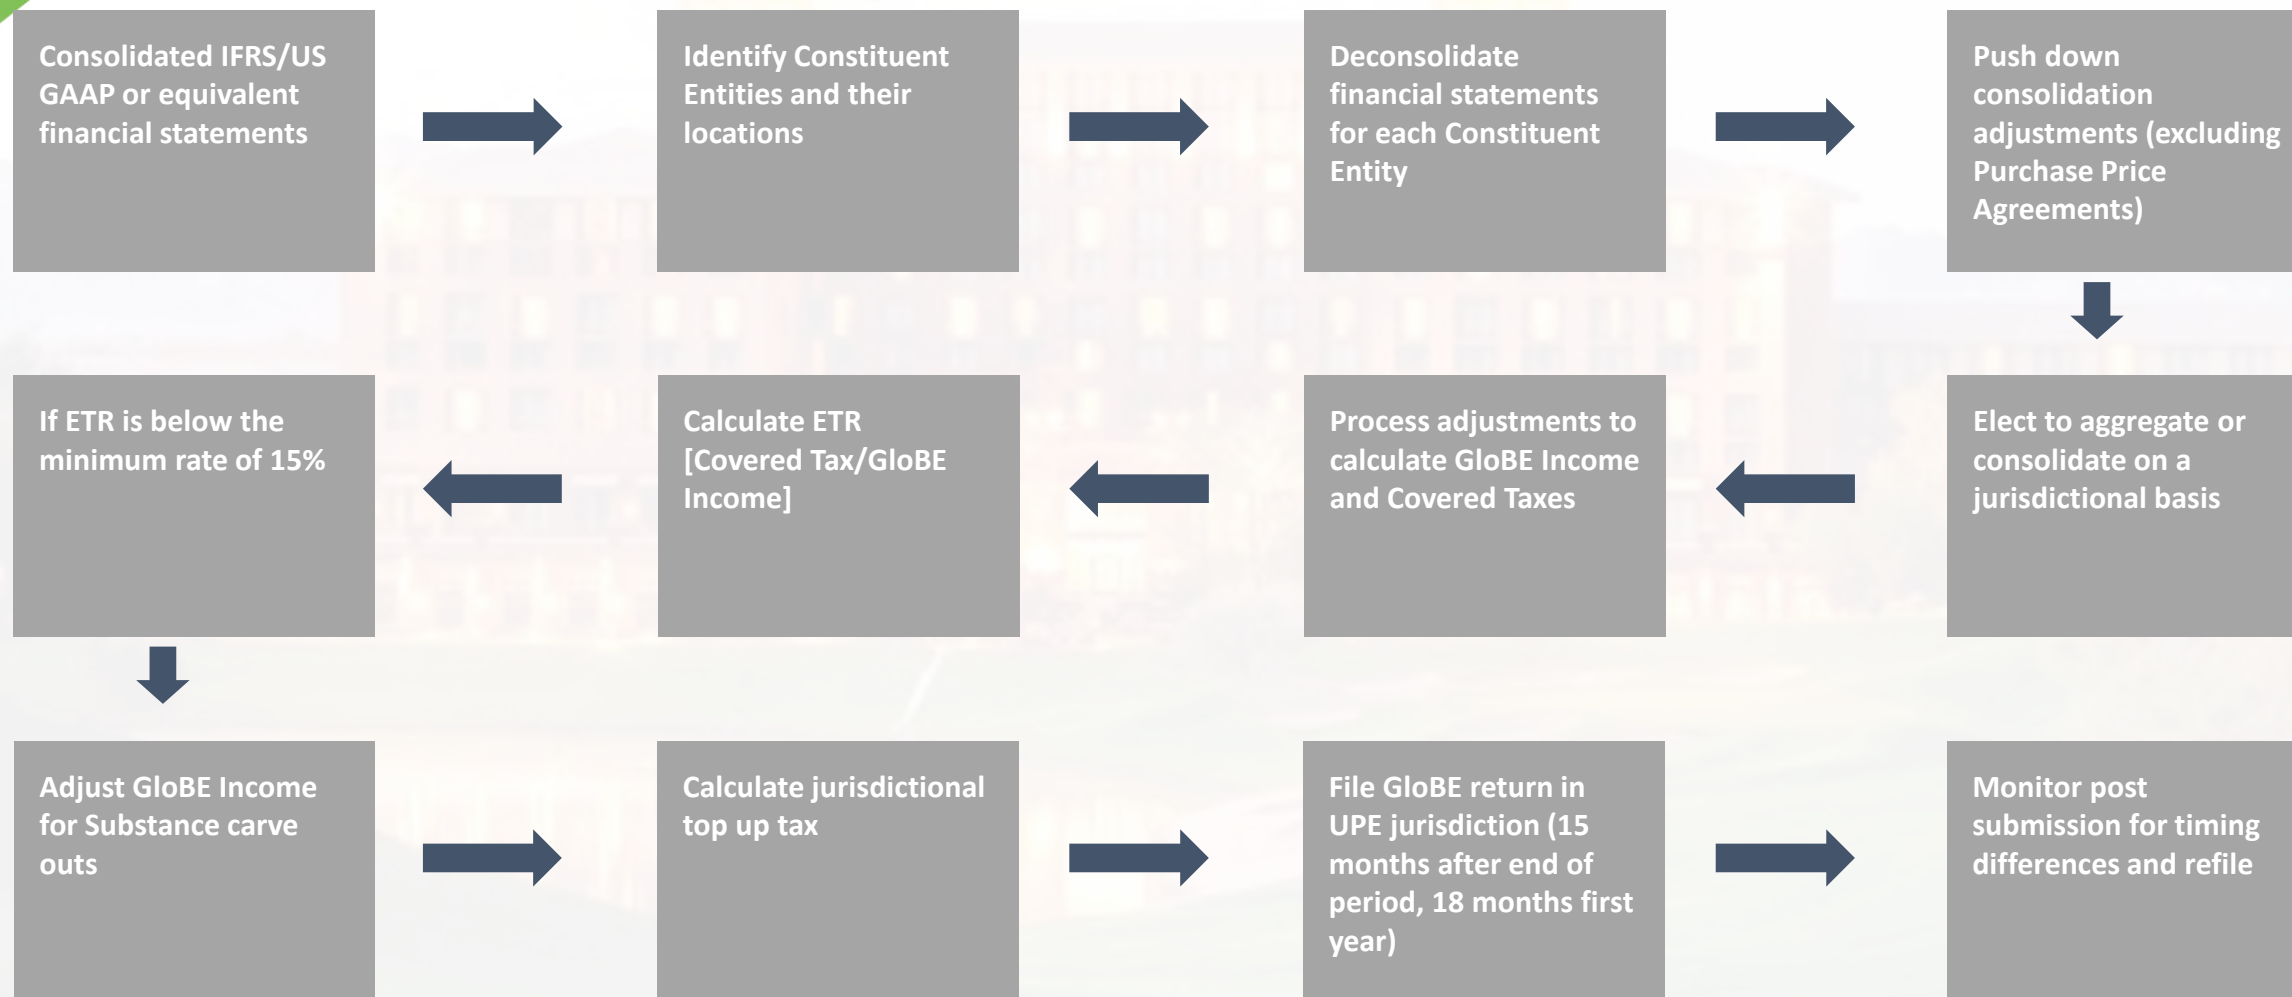 Consolidated IFRS/US
GAAP or equivalent
financial statements
Identify Constituent
Entities and their
locations
Deconsolidate
financial statements
for each Constituent
Entity
Push down
consolidation
adjustments (excluding
Purchase Price
Agreements)
Elect to aggregate or
consolidate on a
jurisdictional basis
Process adjustments to
calculate GloBE Income
and Covered Taxes
Calculate ETR
[Covered Tax/GloBE
Income]
If ETR is below the
minimum rate of 15%
Adjust GloBE Income
for Substance carve
outs
Calculate jurisdictional
top up tax
File GloBE return in
UPE jurisdiction (15
months after end of
period, 18 months first
year)
Monitor post
submission for timing
differences and refile